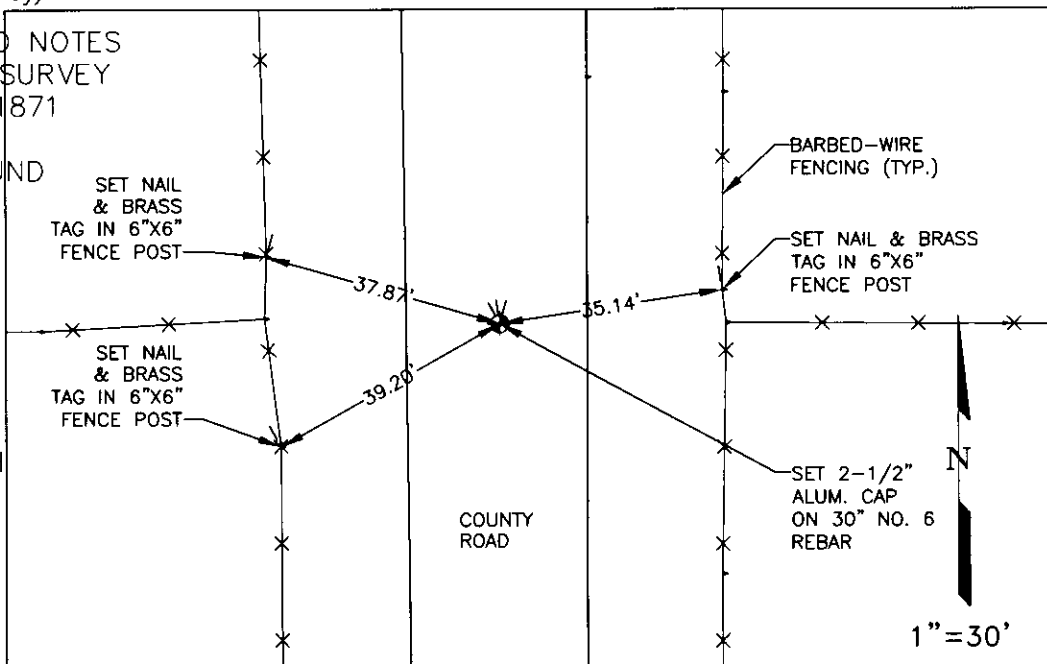 NOTES
SURVEY
1871
SET NAIL
& BRASS
TAG IN 6"X6"
FENCE POST
37.87'
35.14'
BARBED-WIRE
FENCING (TYP.)
SET NAIL & BRASS
TAG IN 6"X6"
FENCE POST
SET NAIL
& BRASS
TAG IN 6"X6"
FENCE POST
39.20'
COUNTY
ROAD
SET 2-1/2"
ALUM. CAP
ON 30" NO. 6
REBAR
N
1"=30'